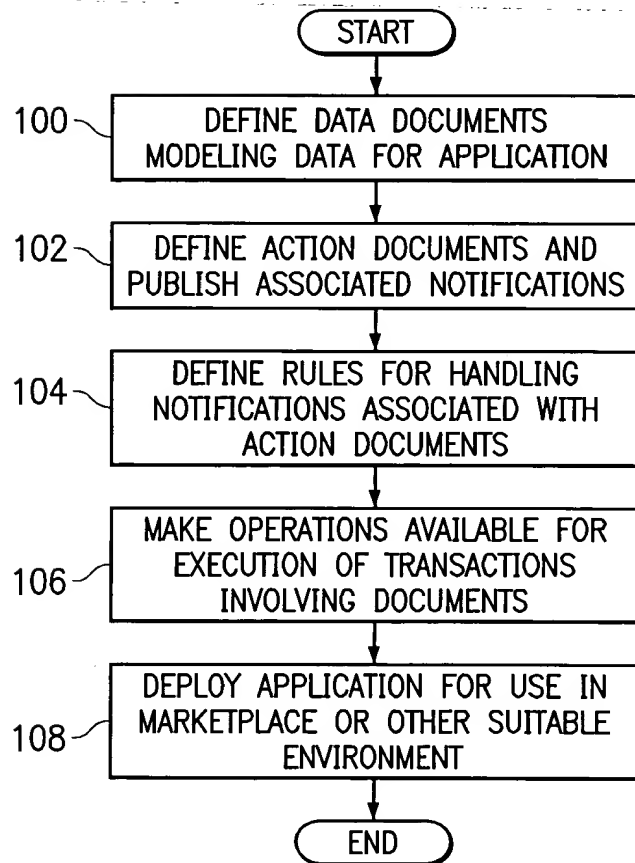 START
100
DEFINE DATA DOCUMENTS
MODELING DATA FOR APPLICATION
102
DEFINE ACTION DOCUMENTS AND
PUBLISH ASSOCIATED NOTIFICATIONS
104
DEFINE RULES FOR HANDLING
NOTIFICATIONS ASSOCIATED WITH
ACTION DOCUMENTS
106
MAKE OPERATIONS AVAILABLE FOR
EXECUTION OF TRANSACTIONS
INVOLVING DOCUMENTS
108
DEPLOY APPLICATION FOR USE IN
MARKETPLACE OR OTHER SUITABLE
ENVIRONMENT
END